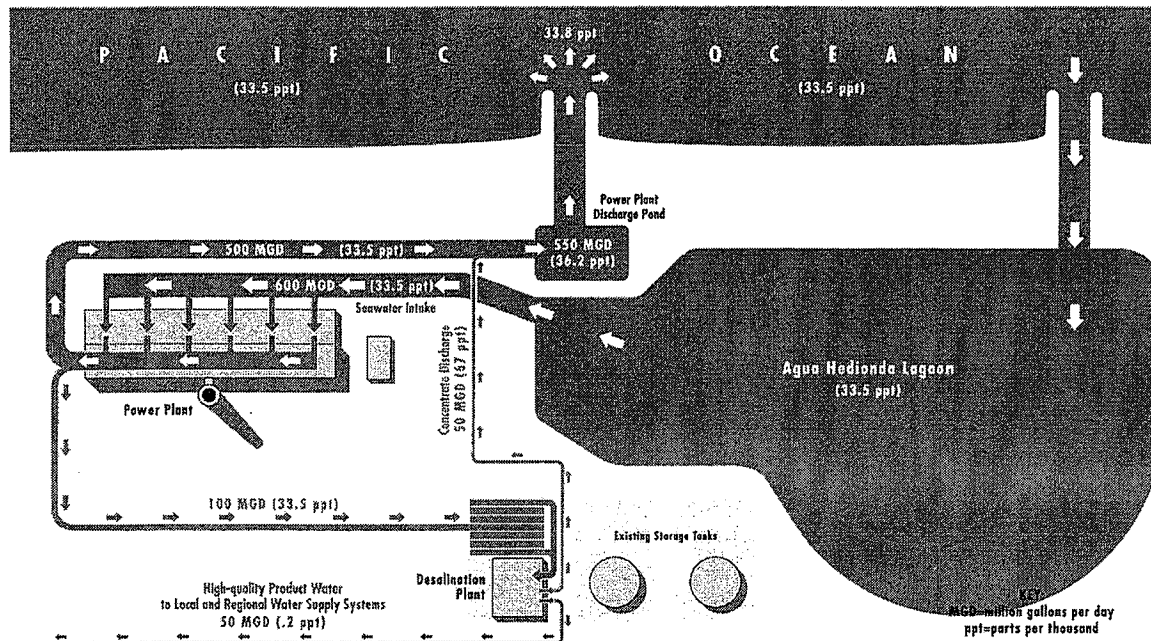 PACIFIC OCEAN
(33.5 ppt)
33.8 ppt
(33.5 ppt)
Power Plant
Discharge Pond
500 MGD (33.5 ppt)
550 MGD
(36.2 ppt)
600 MGD (33.5 ppt)
Seawater Intake
Concentrate Discharge
50 MGD (67 ppt)
Agua Hedionda Lagoon
(33.5 ppt)
Power Plant
100 MGD (33.5 ppt)
Existing Storage Tanks
Desalination
Plant
High-quality Product Water
to Local and Regional Water Supply Systems
50 MGD (.2 ppt)
KEY
MGD=million gallons per day
ppt=parts per thousand